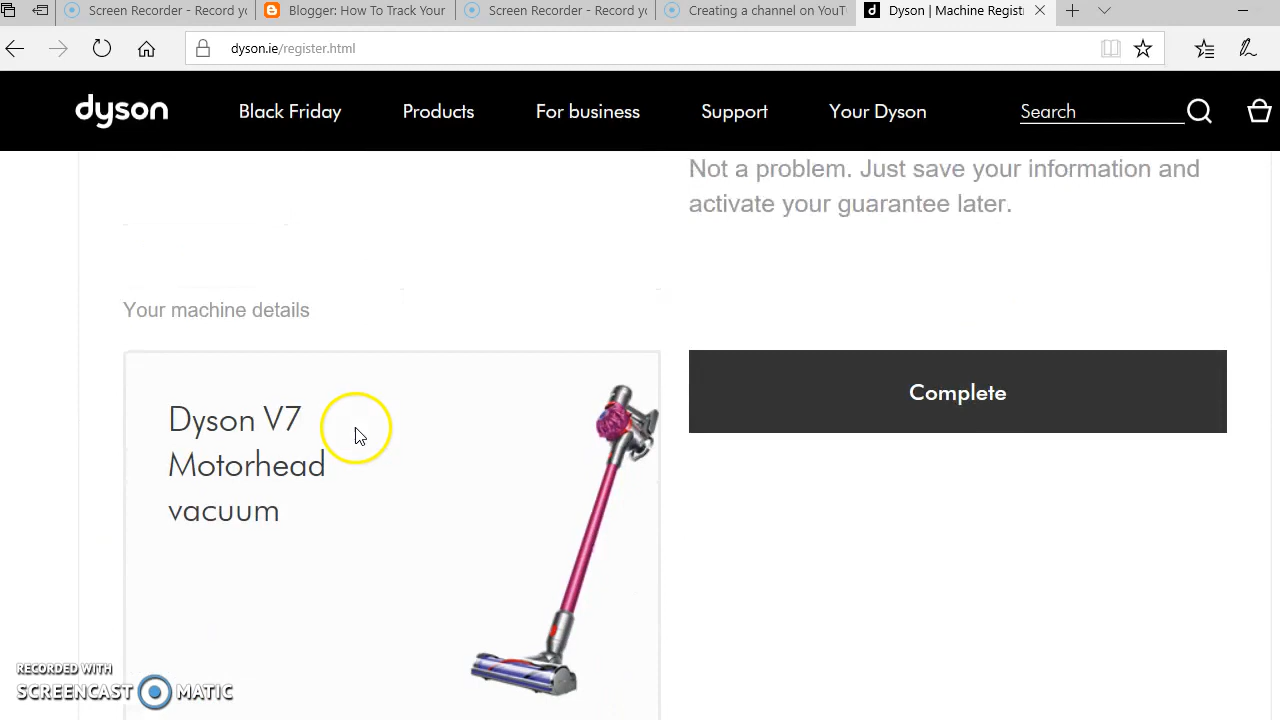 Screen Recorder - Record yo
Blogger: How To Track Your
Screen Recorder - Record yo
Creating a channel on YouT
Dyson | Machine Registr
dyson.ie/register.html
dyson
Black Friday
Products
For business
Support
Your Dyson
Search
Not a problem. Just save your information and
activate your guarantee later.
Your machine details
Dyson V7
Motorhead
vacuum
Complete
RECORDED WITH
SCREENCAST MATIC